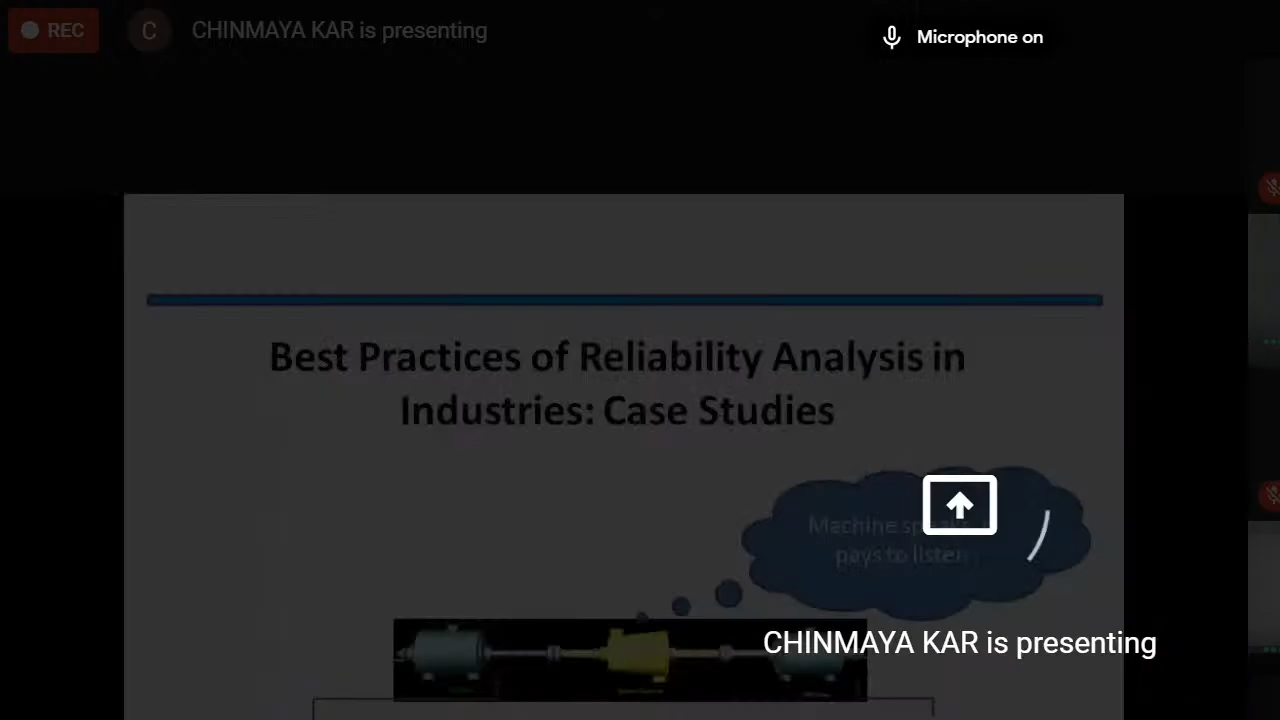 REC
C
CHINMAYA KAR is presenting
Microphone on
Best Practices of Reliability Analysis in
Industries: Case Studies
Machine
pays to listen
CHINMAYA KAR is presenting